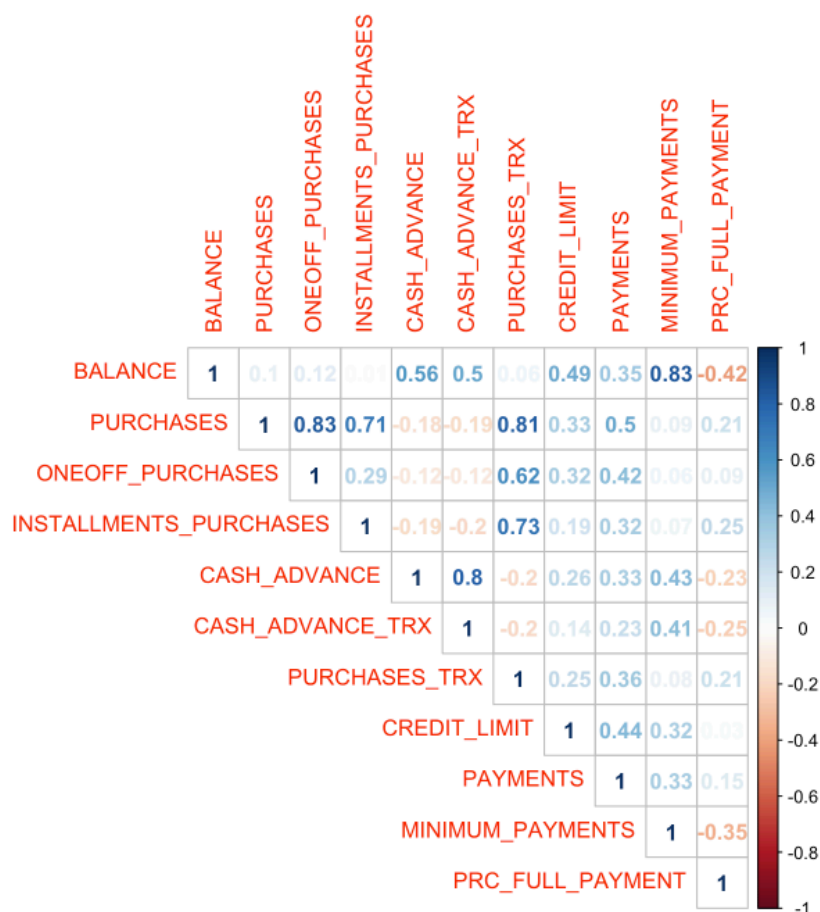 BALANCE
PURCHASES
ONEOFF_PURCHASES
INSTALLMENTS_PURCHASES
CASH_ADVANCE
CASH_ADVANCE_TRX
PURCHASES_TRX
CREDIT_LIMIT
PAYMENTS
MINIMUM_PAYMENTS
PRC_FULL_PAYMENT
BALANCE 1 0.1 0.12 0.01 0.56 0.5 0.06 0.49 0.35 0.83 -0.42
PURCHASES 1 0.83 0.71 -0.18 -0.19 0.81 0.33 0.5 0.09 0.21
ONEOFF_PURCHASES 1 0.29 -0.12 -0.12 0.62 0.32 0.42 0.06 0.09
INSTALLMENTS_PURCHASES 1 -0.19 -0.2 0.73 0.19 0.32 0.07 0.25
CASH_ADVANCE 1 0.8 -0.2 0.26 0.33 0.43 -0.23
CASH_ADVANCE_TRX 1 -0.2 0.14 0.23 0.41 -0.25
PURCHASES_TRX 1 0.25 0.36 0.08 0.21
CREDIT_LIMIT 1 0.44 0.32 0.03
PAYMENTS 1 0.33 0.15
MINIMUM_PAYMENTS 1 -0.35
PRC_FULL_PAYMENT 1
1
0.8
0.6
0.4
0.2
0
-0.2
-0.4
-0.6
-0.8
-1